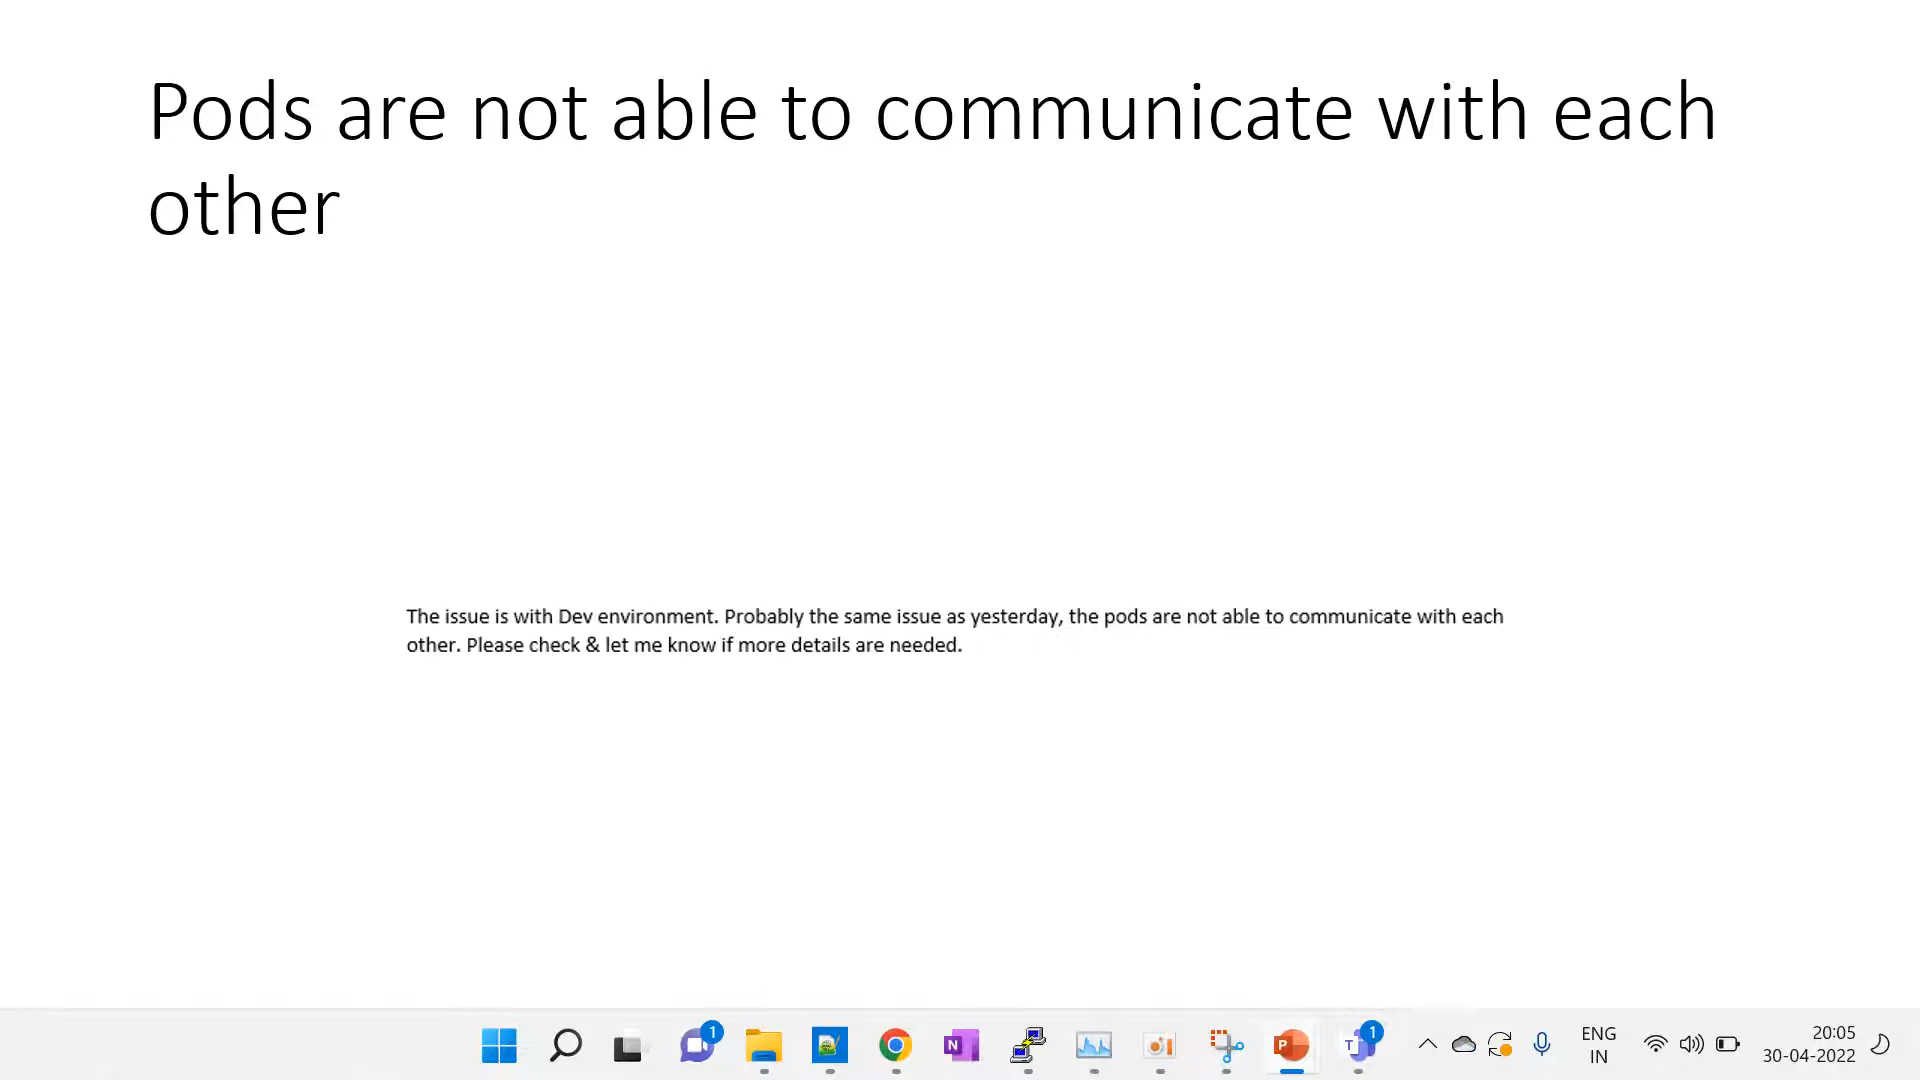 Pods are not able to communicate with each
other
The issue is with Dev environment. Probably the same issue as yesterday, the pods are not able to communicate with each
other. Please check & let me know if more details are needed.
1
N
P
T
1
ENG
IN
20:05
30-04-2022